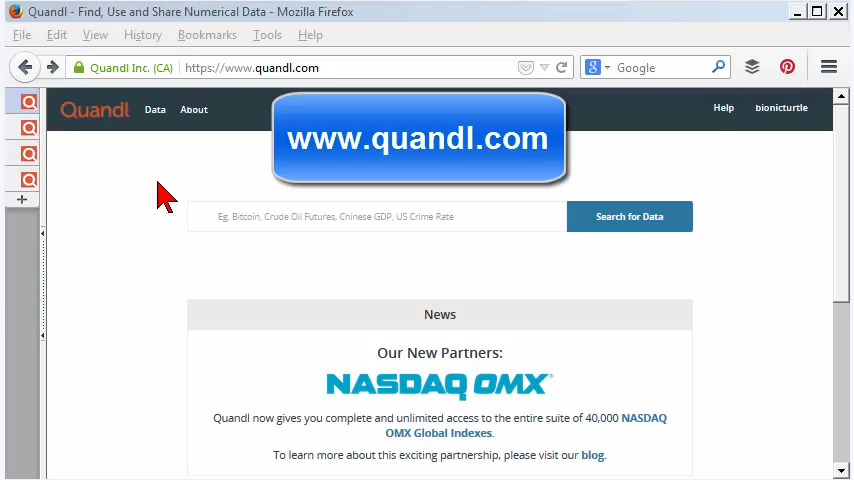 Quandl - Find, Use and Share Numerical Data - Mozilla Firefox
File Edit View History Bookmarks Tools Help
Quandl Inc. (CA) https://www.quandl.com Google
Quandl Data About Help bionicturtle
www.quandl.com
Eg. Bitcoin, Crude Oil Futures, Chinese GDP, US Crime Rate Search for Data
News
Our New Partners:
NASDAQ OMX®
Quandl now gives you complete and unlimited access to the entire suite of 40,000 NASDAQ
OMX Global Indexes.
To learn more about this exciting partnership, please visit our blog.